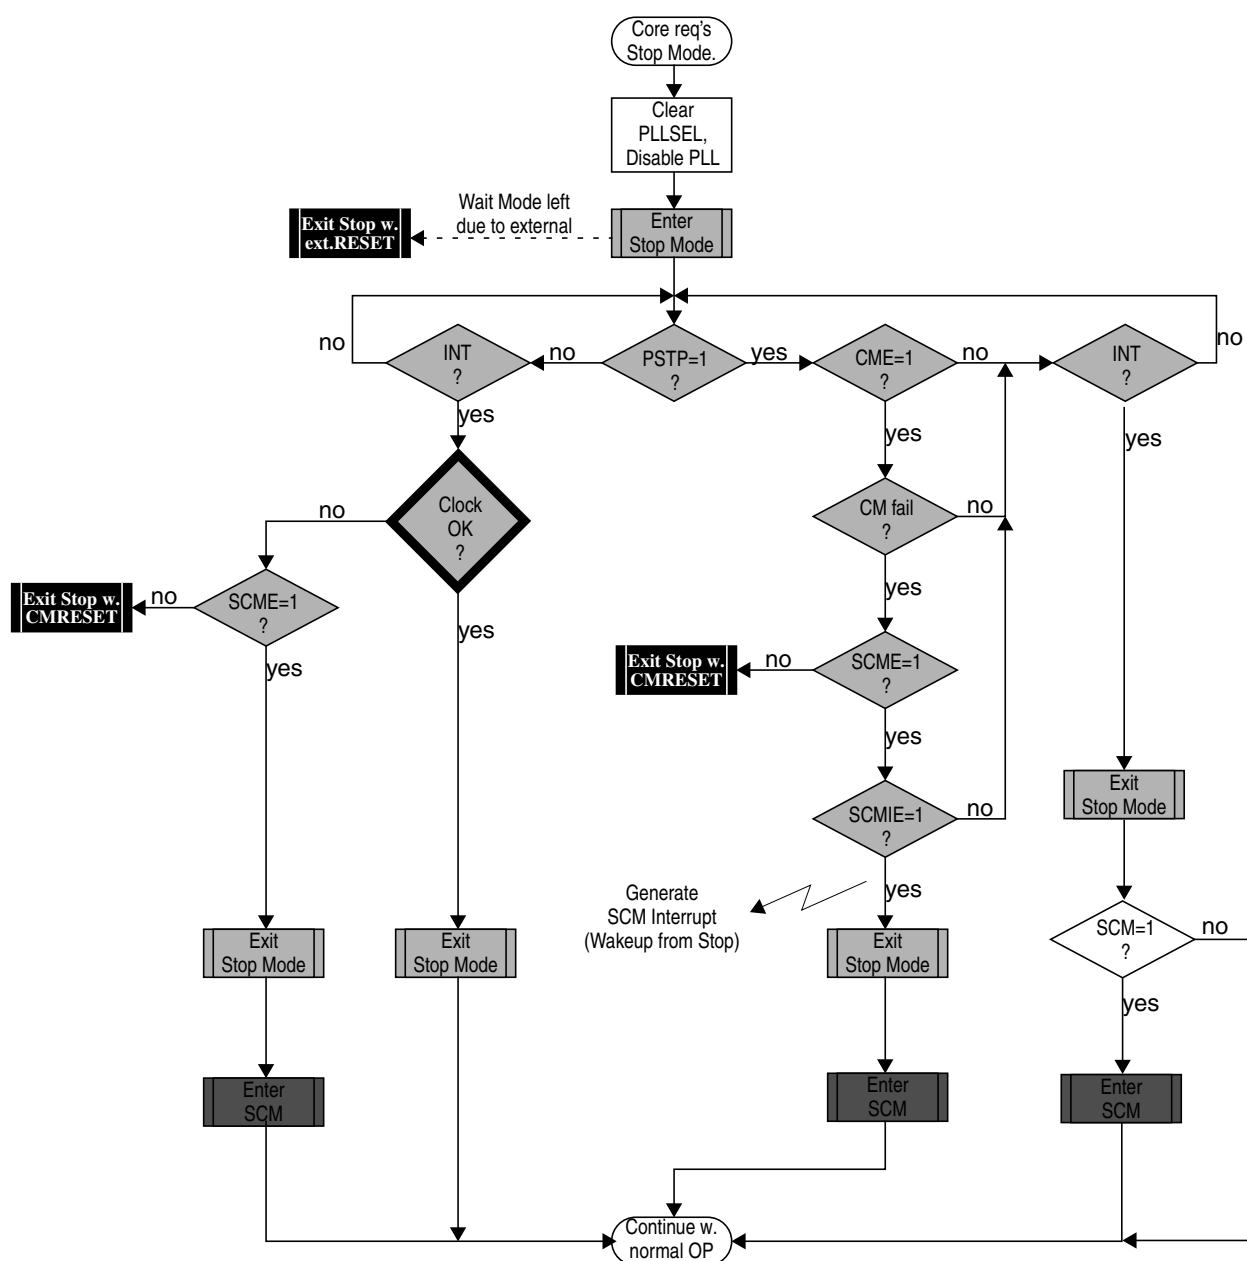 Core req's
Stop Mode.
Clear
PLLSEL,
Disable PLL
Wait Mode left
due to external
Exit Stop w.
ext.RESET
Enter
Stop Mode
no
INT
?
no
PSTP=1
?
yes
CME=1
?
no
INT
?
no
yes
yes
yes
Clock
OK
?
no
CM fail
?
no
Exit Stop w.
CMRESET
no
SCME=1
?
yes
yes
yes
Exit Stop w.
CMRESET
no
SCME=1
?
yes
yes
SCMIE=1
?
no
Exit
Stop Mode
Generate
SCM Interrupt
(Wakeup from Stop)
yes
Exit
Stop Mode
Exit
Stop Mode
Exit
Stop Mode
SCM=1
?
no
yes
Enter
SCM
Enter
SCM
Enter
SCM
Continue w.
normal OP